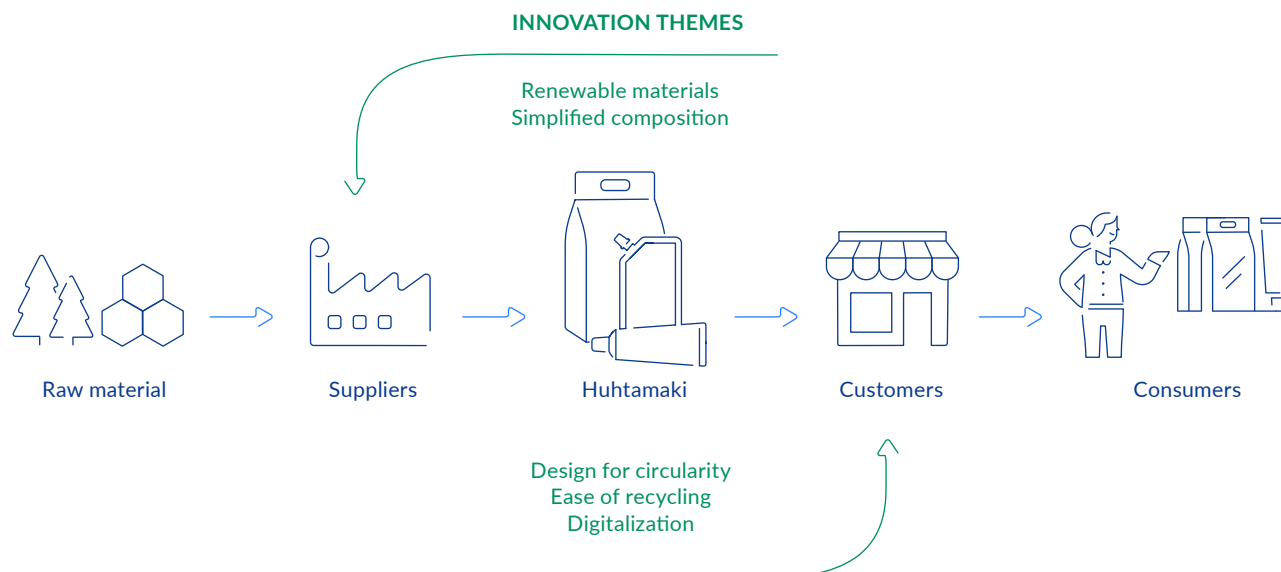 INNOVATION THEMES
Renewable materials
Simplified composition
Raw material
Suppliers
Huhtamaki
Customers
Consumers
Design for circularity
Ease of recycling
Digitalization